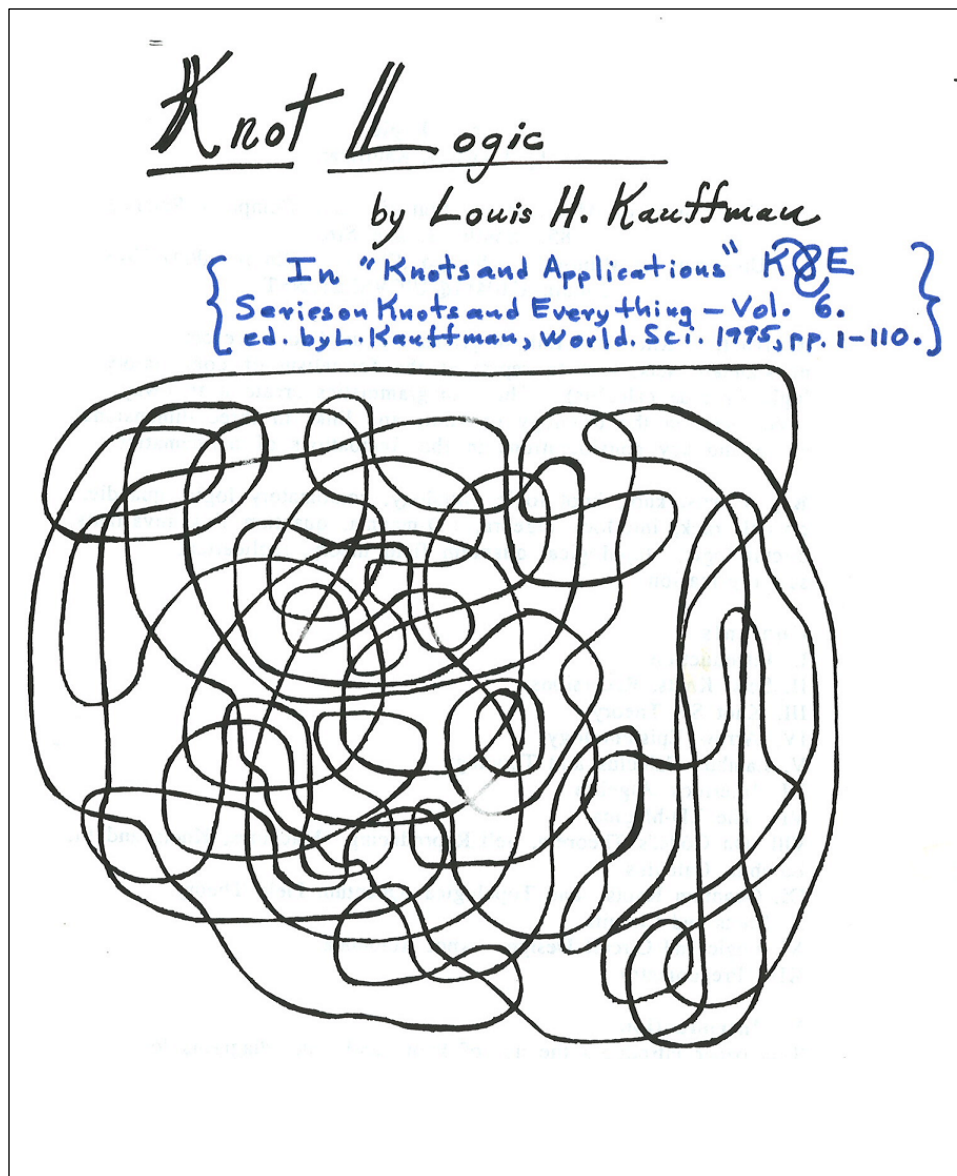 Knot Logic
by Louis H. Kauffman
{ In "Knots and Applications" K&E
Series on Knots and Everything – Vol. 6.
ed. by L. Kauffman, World. Sci. 1995, pp. 1–110. }